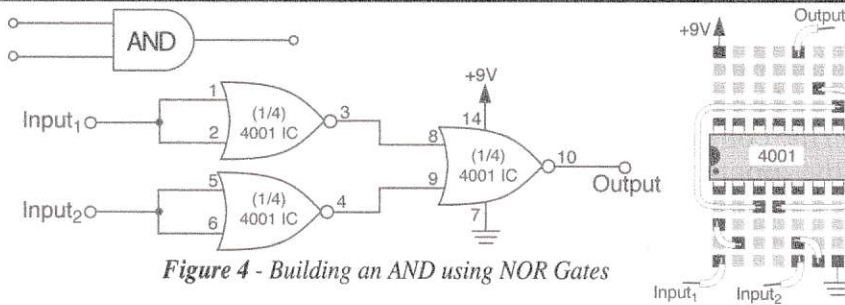 AND
Input1
1
2
(1/4)
4001 IC
3
Input2
5
6
(1/4)
4001 IC
4
+9V
14
8
9
(1/4)
4001 IC
10
7
Output
+9V
Output
4001
Input1
Input2
Figure 4 - Building an AND using NOR Gates